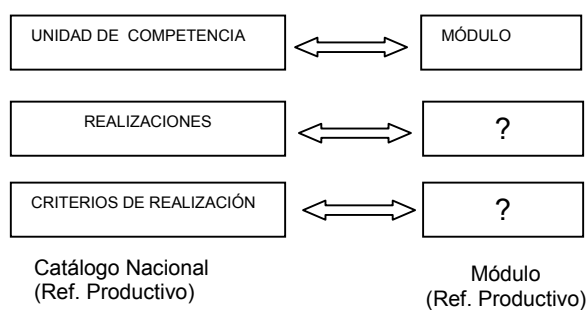 UNIDAD DE COMPETENCIA
MÓDULO
REALIZACIONES
?
CRITERIOS DE REALIZACIÓN
?
Catálogo Nacional
(Ref. Productivo)
Módulo
(Ref. Productivo)